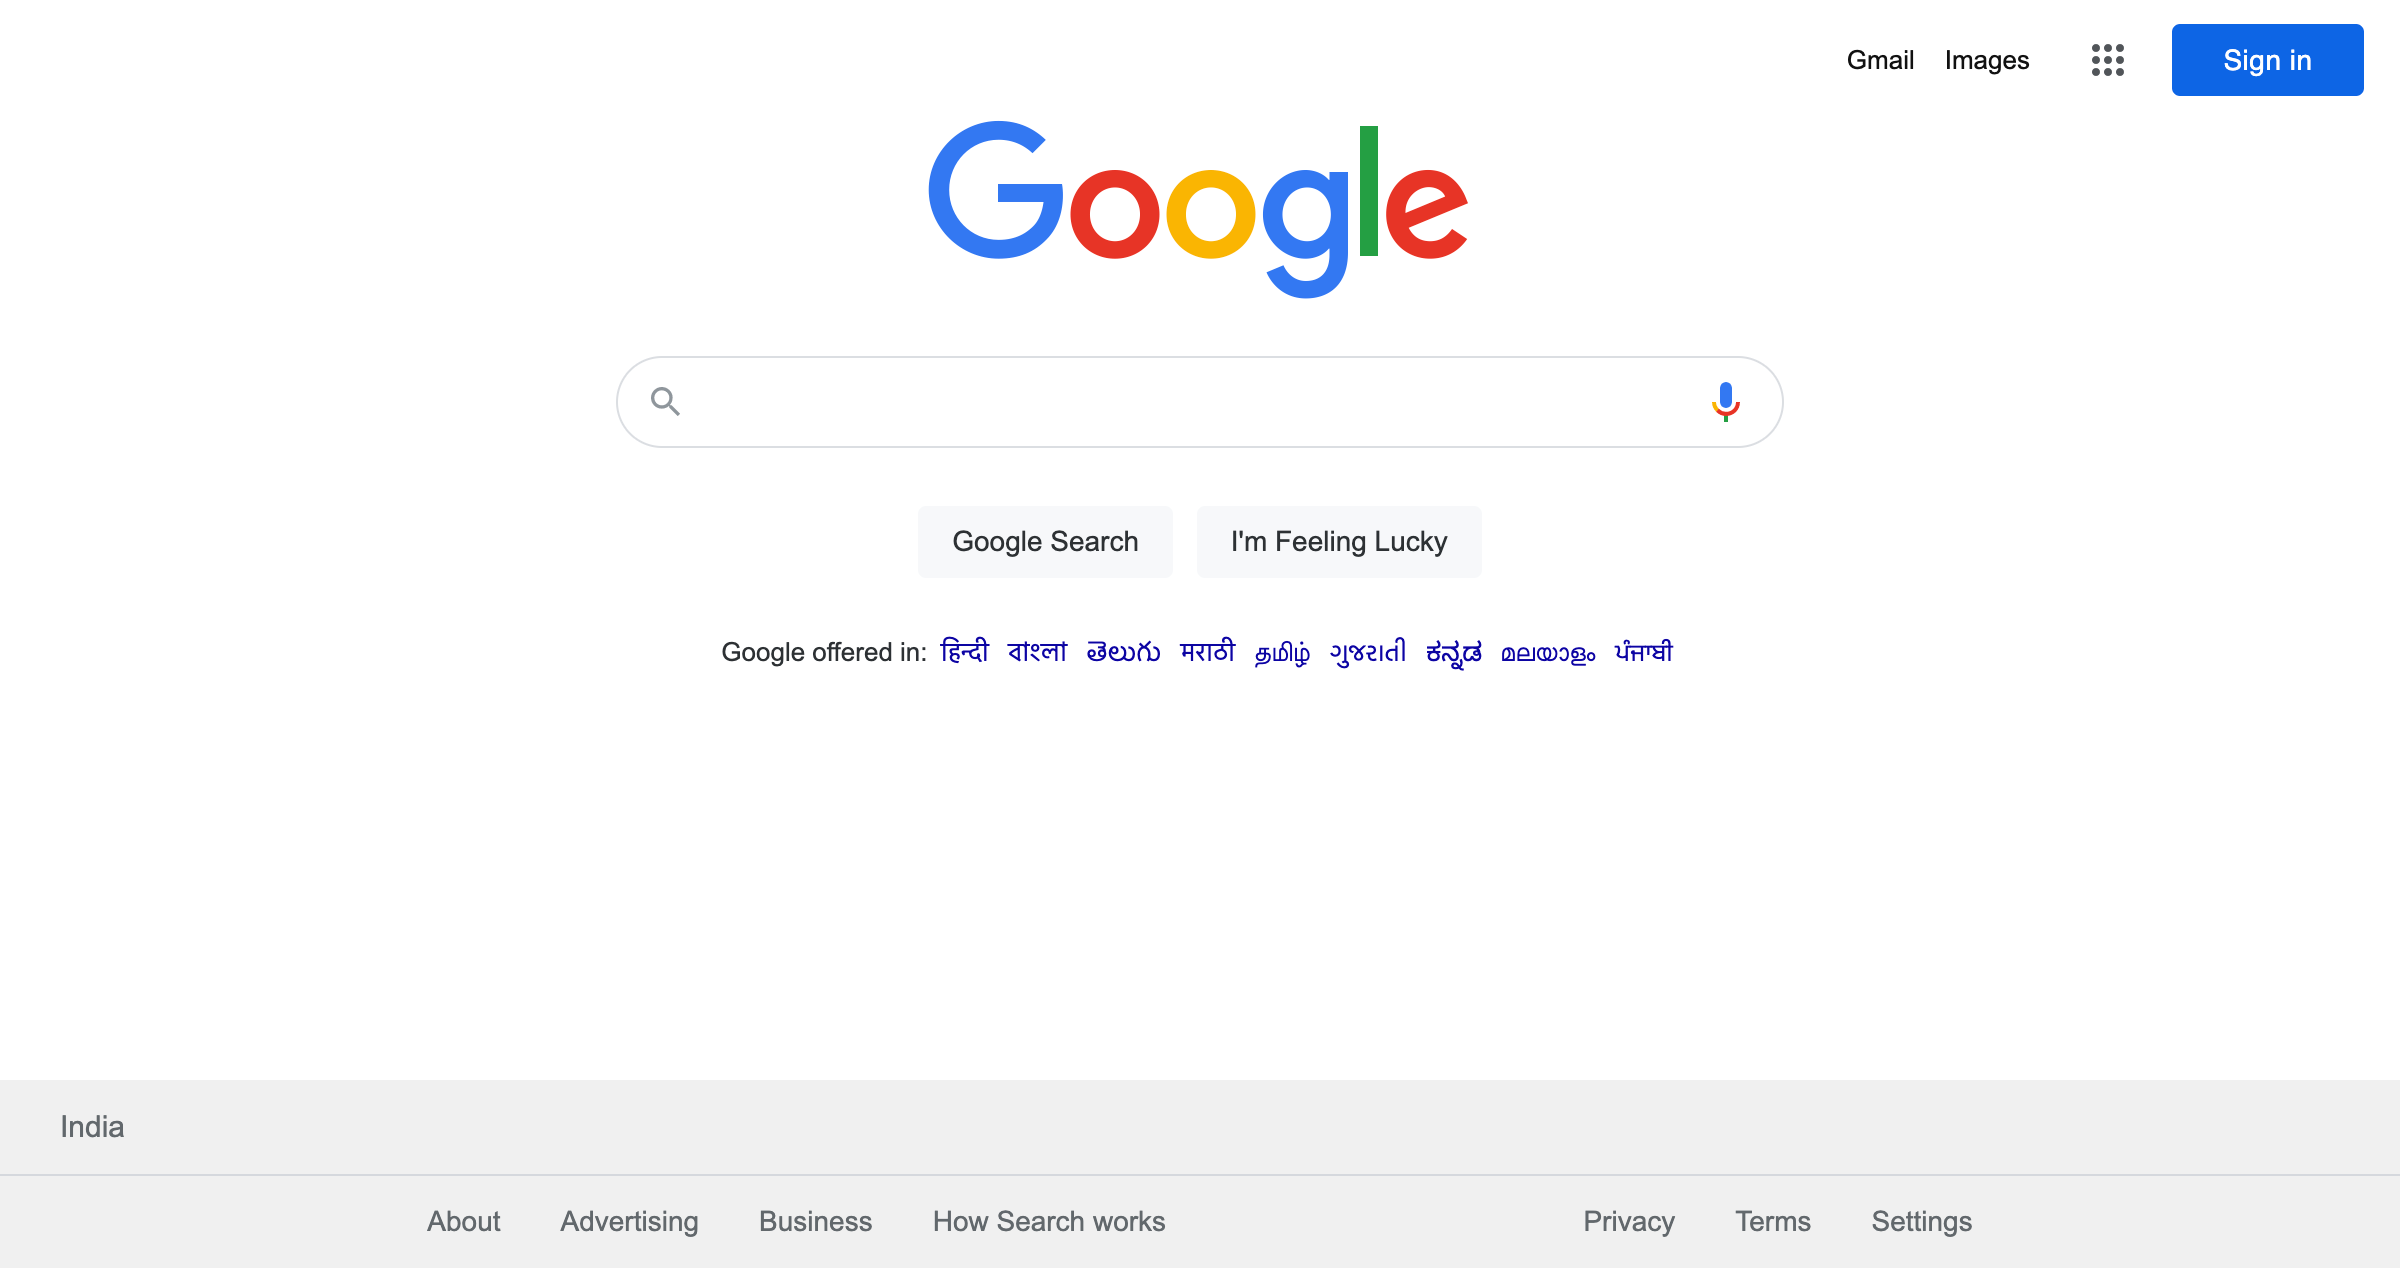 Gmail Images Sign in
Google
Google Search I'm Feeling Lucky
Google offered in: हिन्दी বাংলা తెలుగు मराठी தமிழ் ગુજરાતી ಕನ್ನಡ മലയാളം ਪੰਜਾਬੀ
India
About Advertising Business How Search works Privacy Terms Settings